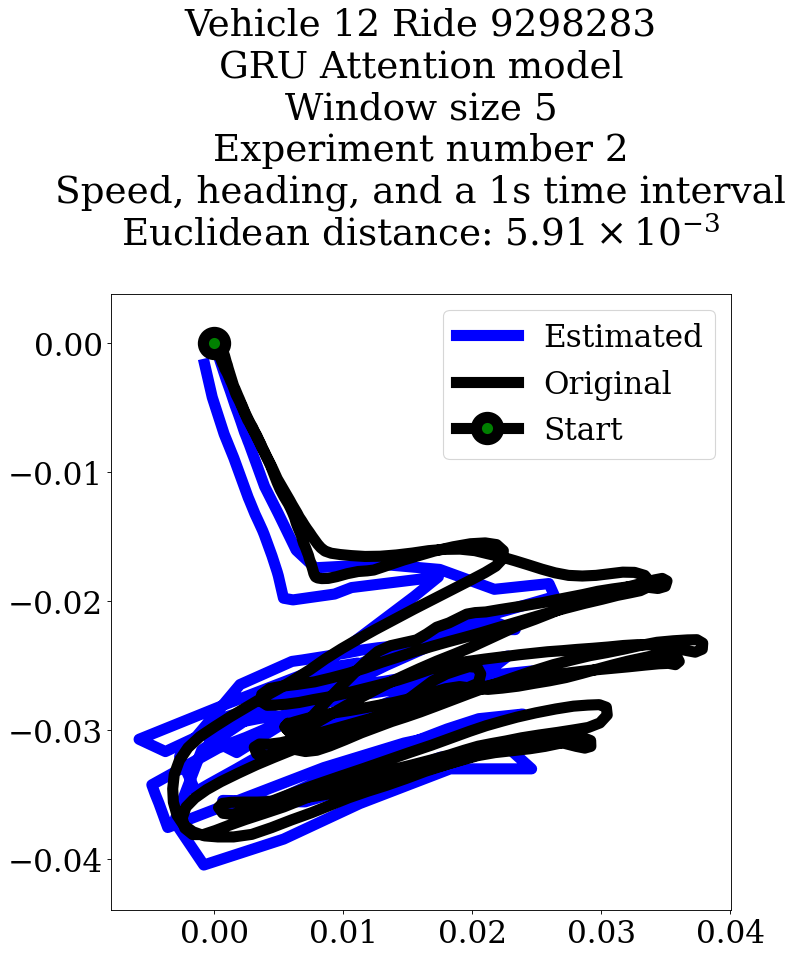 Vehicle 12 Ride 9298283
GRU Attention model
Window size 5
Experiment number 2
Speed, heading, and a 1s time interval
Euclidean distance: 5.91 × 10⁻³
Estimated
Original
Start
0.00
−0.01
−0.02
−0.03
−0.04
0.00 0.01 0.02 0.03 0.04